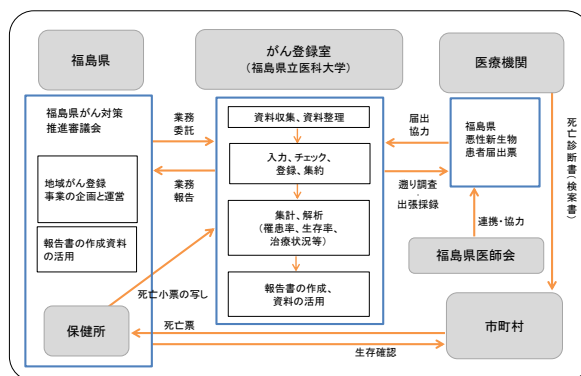 福島県
がん登録室
(福島県立医科大学)
医療機関
福島県がん対策
推進審議会
地域がん登録
事業の企画と運営
報告書の作成資料
の活用
保健所
業務
委託
業務
報告
資料収集、資料整理
入力、チェック、
登録、集約
集計、解析
(罹患率、生存率、
治療状況等)
報告書の作成、
資料の活用
届出
協力
遡り調査
・
出張採録
福島県
悪性新生物
患者届出票
連携・協力
福島県医師会
死亡診断書(検案書)
市町村
死亡小票の写し
死亡票
生存確認